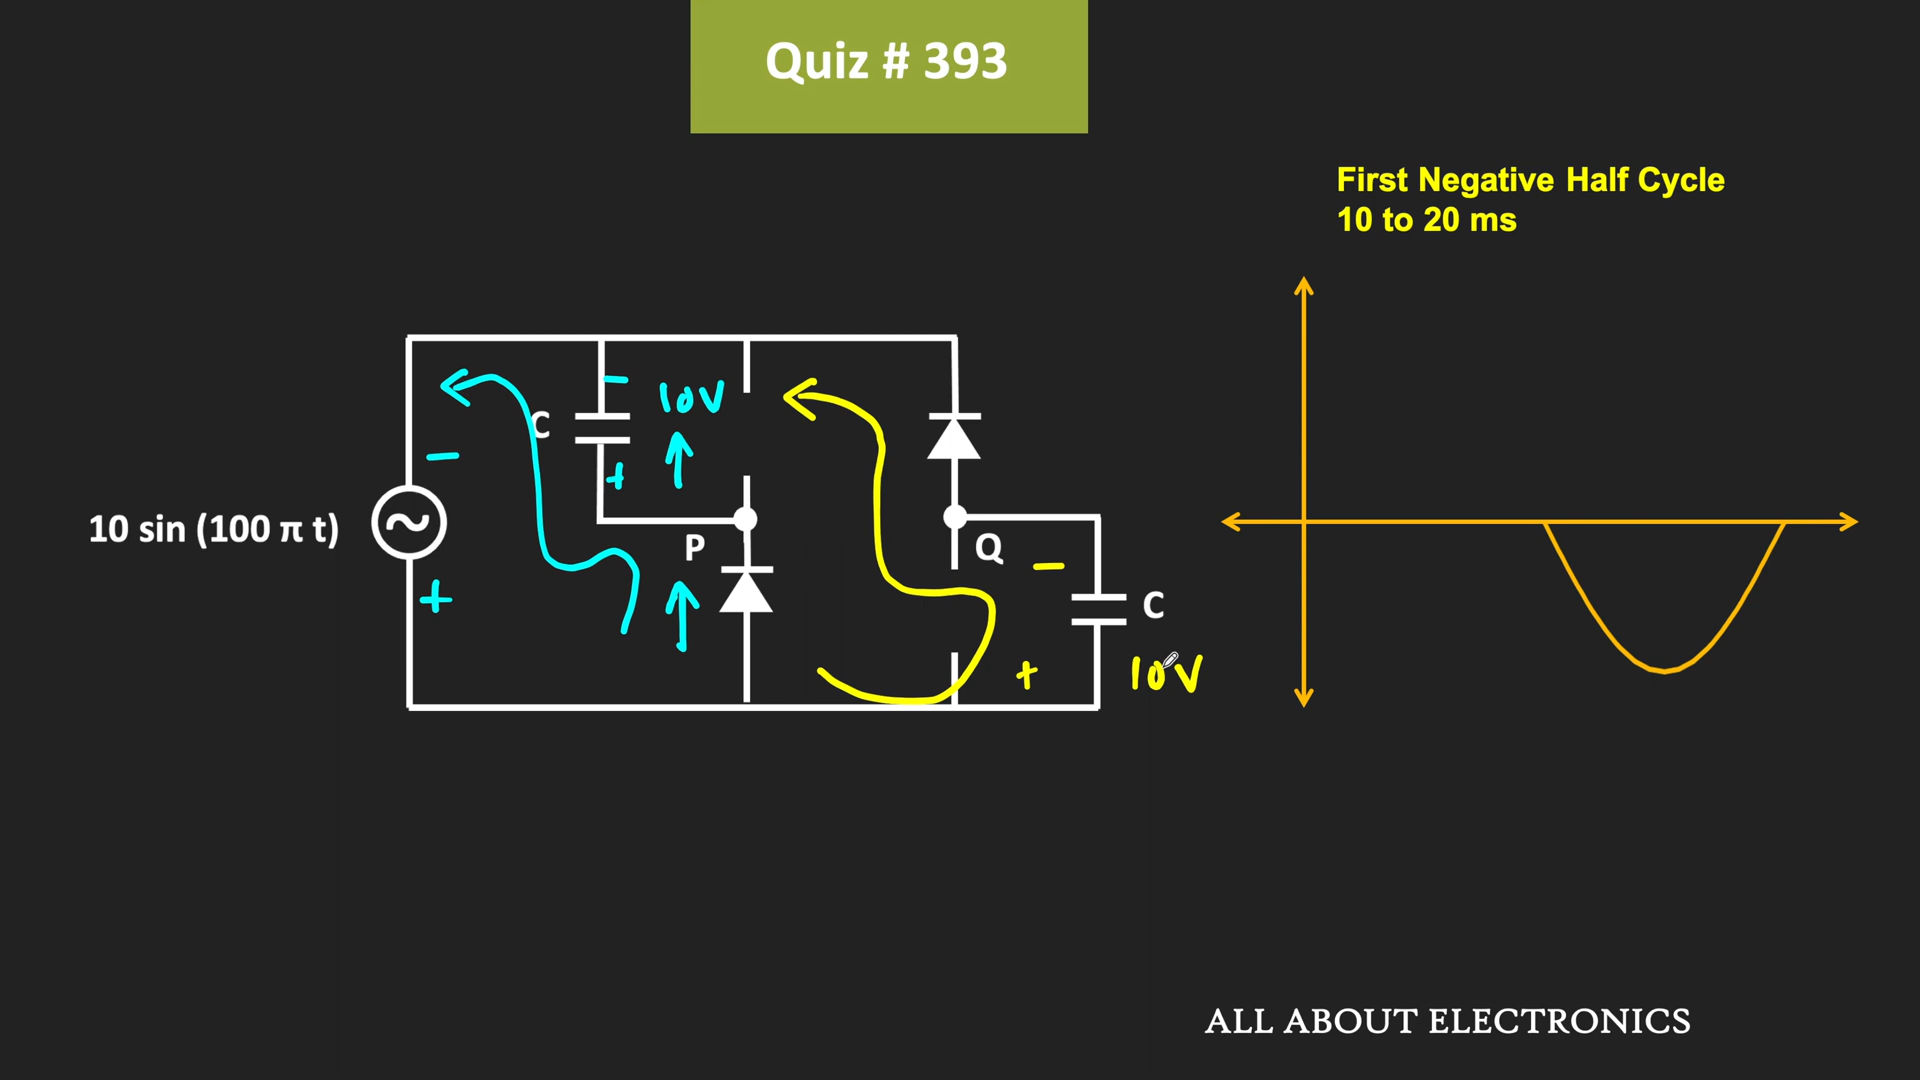 Quiz # 393
First Negative Half Cycle
10 to 20 ms
- 10V
C
+
-
10 sin (100 π t)
P
Q
-
+
C
+
10V
ALL ABOUT ELECTRONICS